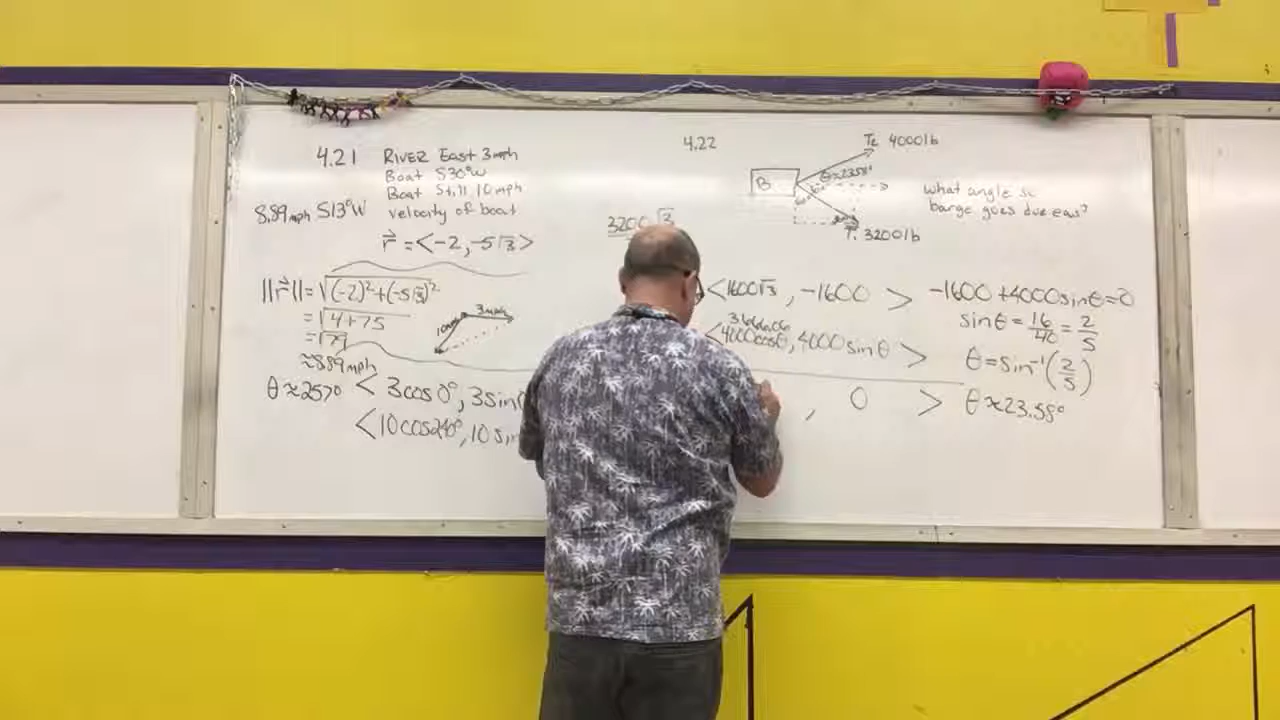 4.21 RIVER East 3mph
Boat S30°W
Boat Still 10mph
velocity of boat
8.89mph S13°W
r⃗ = <-2, -5√3>
||r⃗|| = √(-2)²+(-5√3)²
= √4+75
= √79
≈8.89mph
10mph
3mph
θ≈257° < 3cos0°, 3sin
<10cos240°, 10sin
4.22
T₂ 4000lb
B
θ≈23.58°
T₁ 3200lb
what angle so
barge goes due east?
3200 √3
<1600√3, -1600 >
4000cosθ, 4000sinθ >
, 0 >
-1600+4000sinθ=0
sinθ = 16/40 = 2/5
θ = sin⁻¹(2/5)
θ≈23.58°